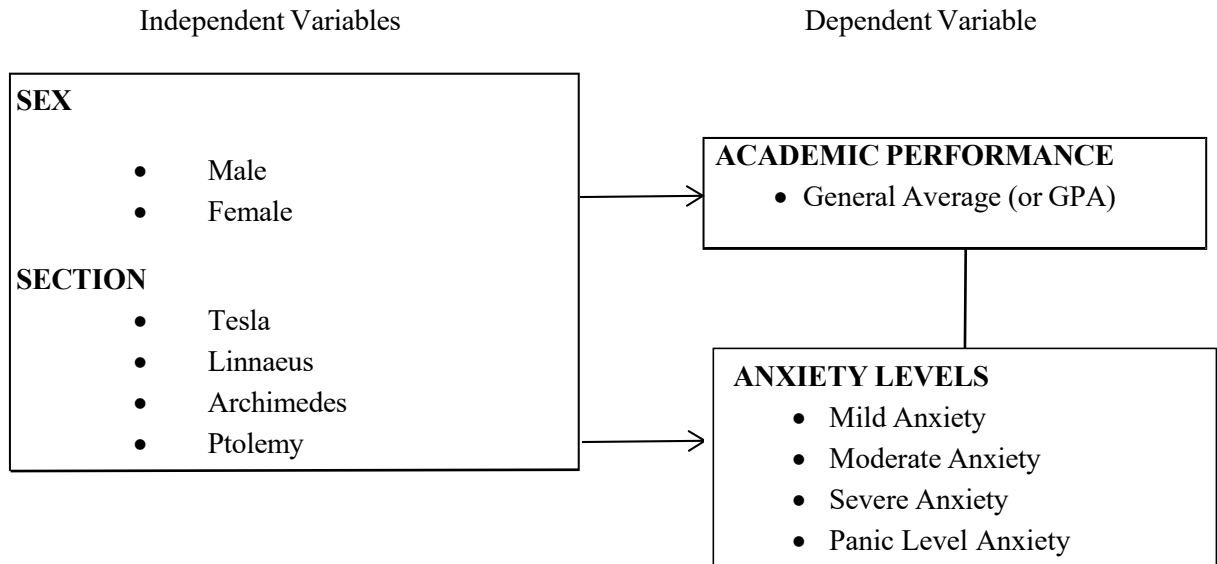 Independent Variables
Dependent Variable
SEX
• Male
• Female
SECTION
• Tesla
• Linnaeus
• Archimedes
• Ptolemy
ACADEMIC PERFORMANCE
• General Average (or GPA)
ANXIETY LEVELS
• Mild Anxiety
• Moderate Anxiety
• Severe Anxiety
• Panic Level Anxiety